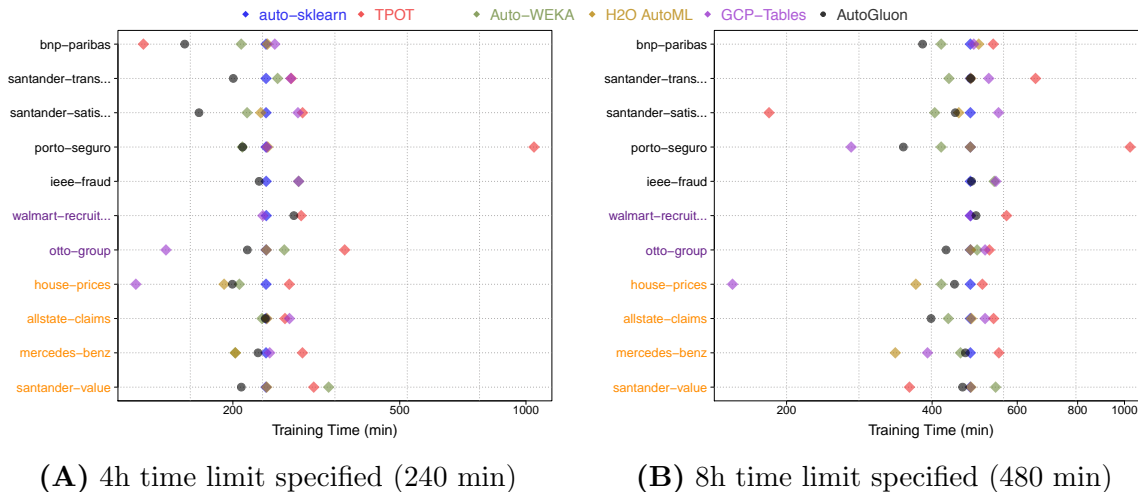 auto−sklearn TPOT Auto−WEKA H2O AutoML GCP−Tables AutoGluon
bnp−paribas
santander−trans...
santander−satis...
porto−seguro
ieee−fraud
walmart−recruit...
otto−group
house−prices
allstate−claims
mercedes−benz
santander−value
200 500 1000
Training Time (min)
(A) 4h time limit specified (240 min)
bnp−paribas
santander−trans...
santander−satis...
porto−seguro
ieee−fraud
walmart−recruit...
otto−group
house−prices
allstate−claims
mercedes−benz
santander−value
200 400 600 800 1000
Training Time (min)
(B) 8h time limit specified (480 min)